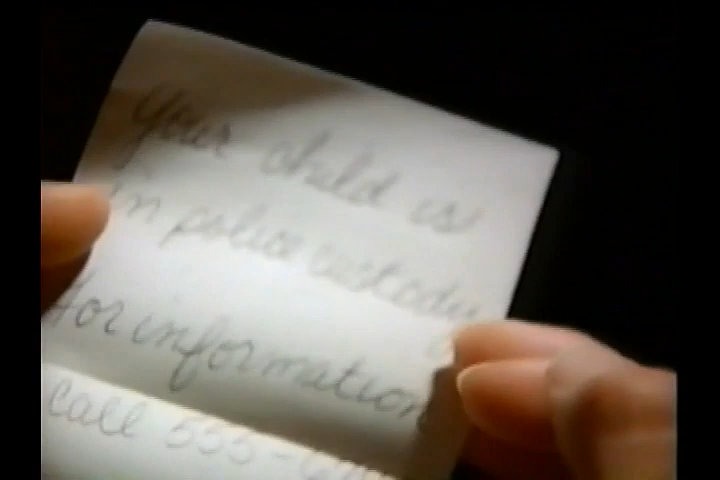 Your child is
in police custody
for information
call 555-